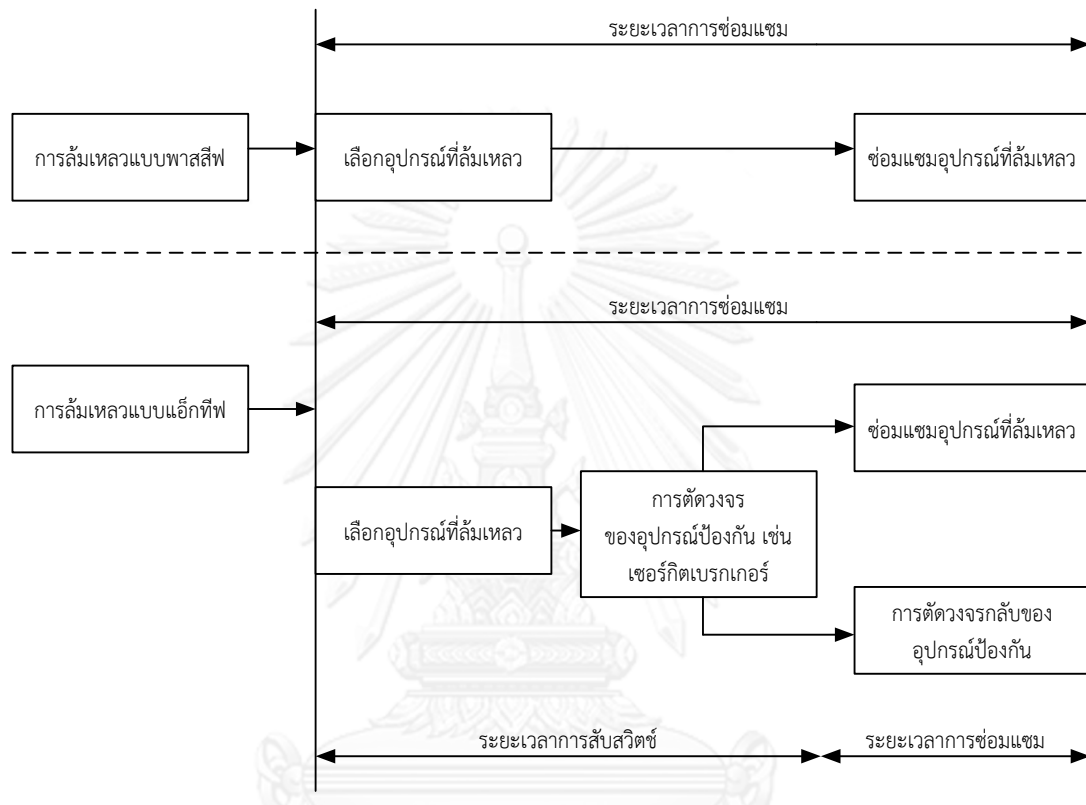 ระยะเวลาการซ่อมแซม
การล้มเหลวแบบพาสสีฟ
เลือกอุปกรณ์ที่ล้มเหลว
ซ่อมแซมอุปกรณ์ที่ล้มเหลว
ระยะเวลาการซ่อมแซม
การล้มเหลวแบบแอ็กทีฟ
ซ่อมแซมอุปกรณ์ที่ล้มเหลว
เลือกอุปกรณ์ที่ล้มเหลว
การตัดวงจร
ของอุปกรณ์ป้องกัน เช่น
เซอร์กิตเบรกเกอร์
การตัดวงจรกลับของ
อุปกรณ์ป้องกัน
ระยะเวลาการสับสวิตช์
ระยะเวลาการซ่อมแซม